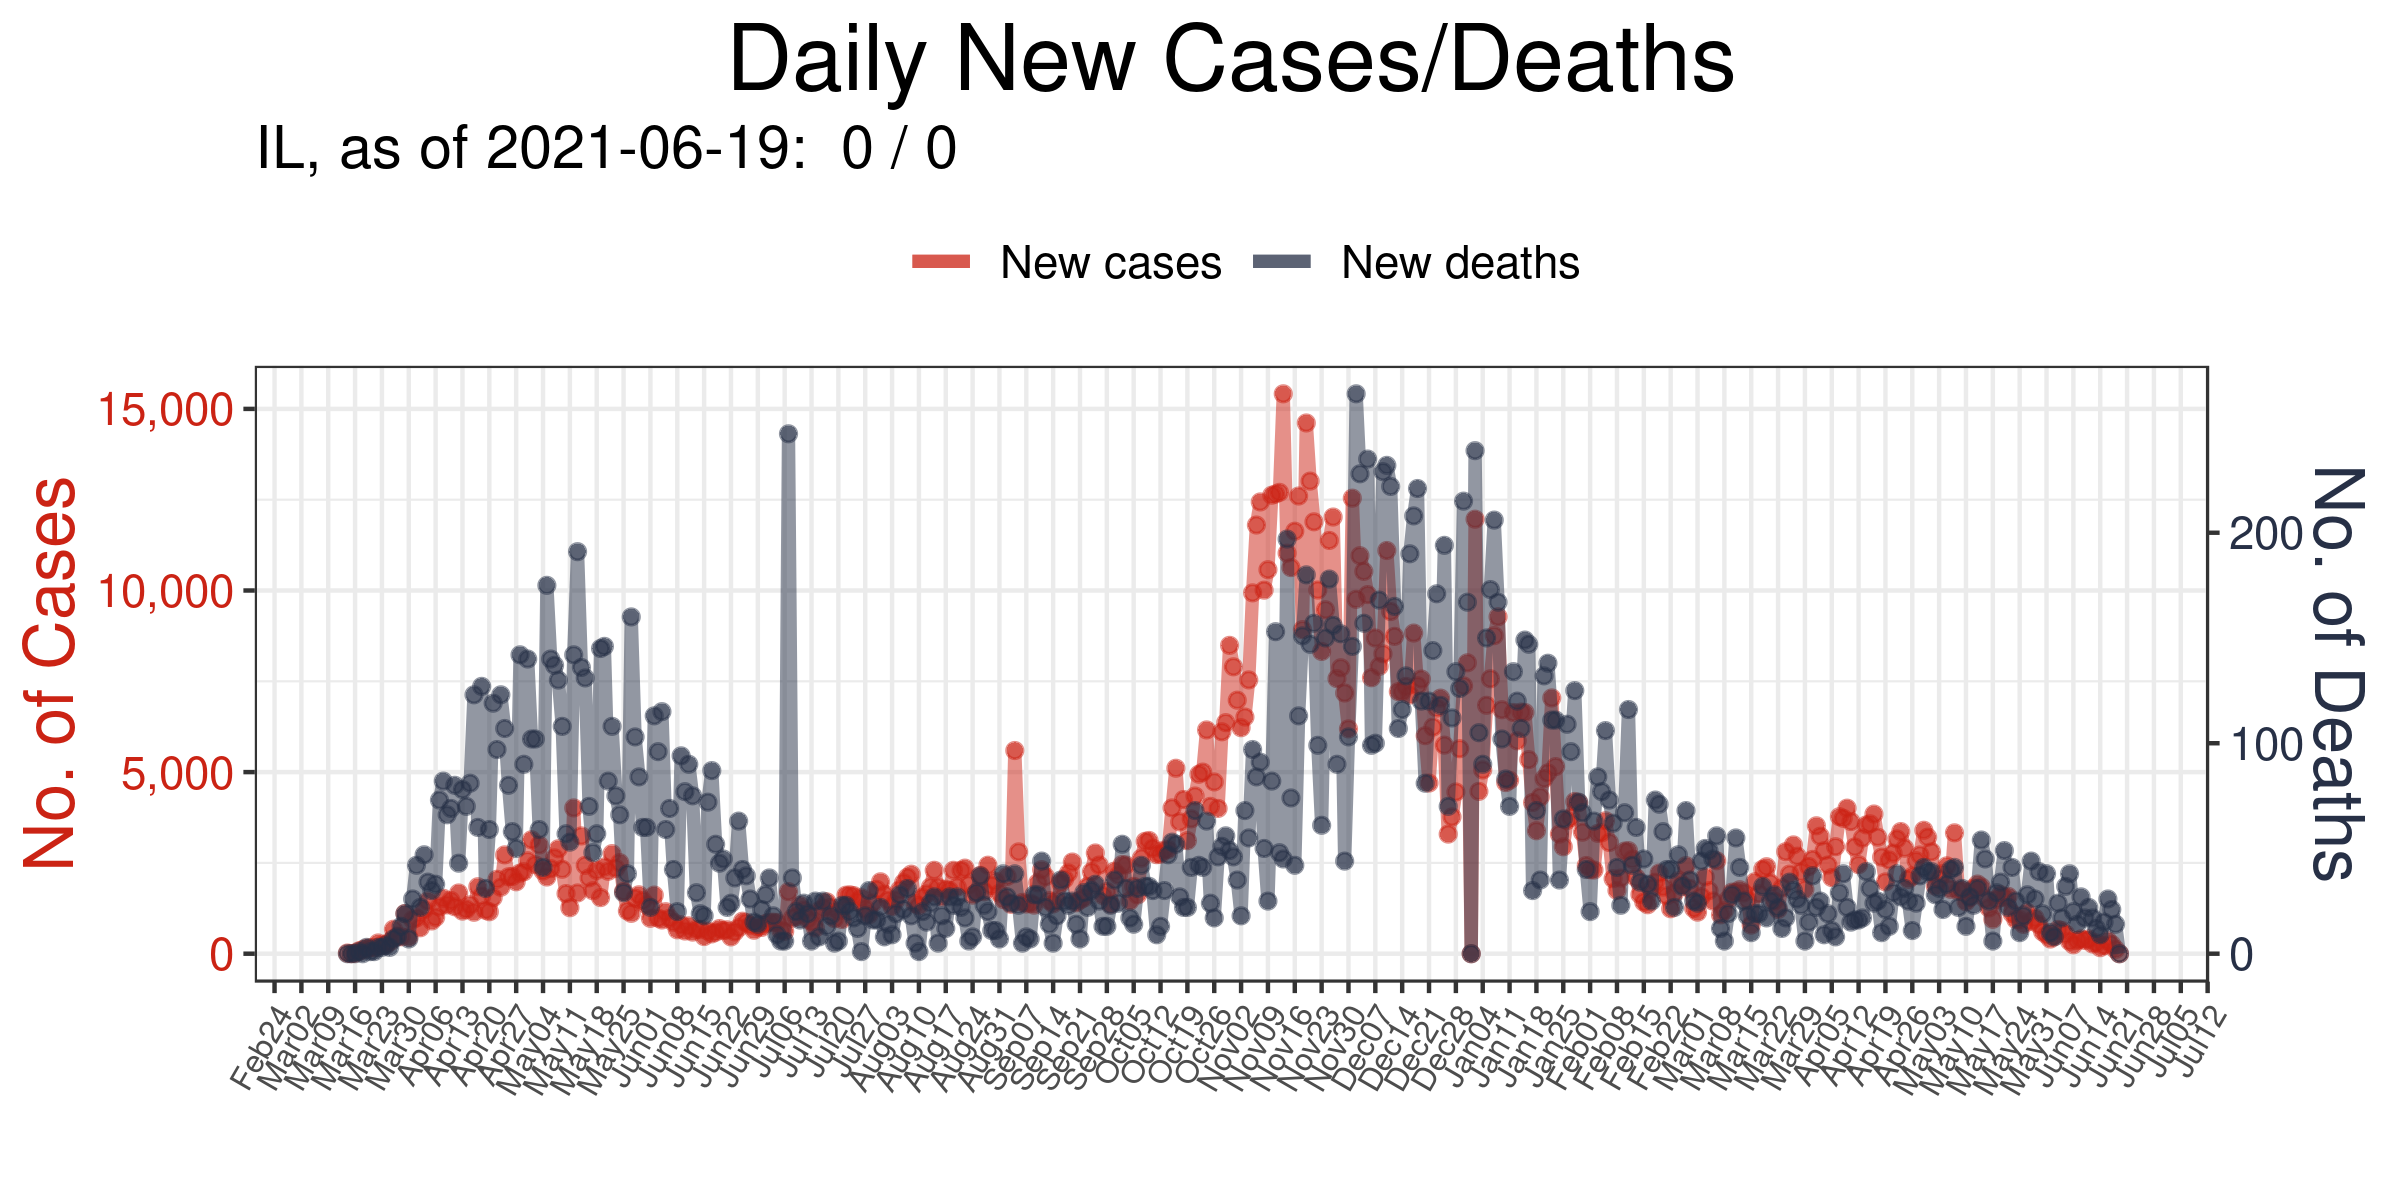 Daily New Cases/Deaths
IL, as of 2021-06-19: 0 / 0
New cases
New deaths
No. of Cases
15,000
10,000
5,000
0
200
100
0
No. of Deaths
Feb24
Mar02
Mar09
Mar16
Mar23
Mar30
Apr06
Apr13
Apr20
Apr27
May04
May11
May18
May25
Jun01
Jun08
Jun15
Jun22
Jun29
Jul06
Jul13
Jul20
Jul27
Aug03
Aug10
Aug17
Aug24
Aug31
Sep07
Sep14
Sep21
Sep28
Oct05
Oct12
Oct19
Oct26
Nov02
Nov09
Nov16
Nov23
Nov30
Dec07
Dec14
Dec21
Dec28
Jan04
Jan11
Jan18
Jan25
Feb01
Feb08
Feb15
Feb22
Mar01
Mar08
Mar15
Mar22
Mar29
Apr05
Apr12
Apr19
Apr26
May03
May10
May17
May24
May31
Jun07
Jun14
Jun21
Jun28
Jul05
Jul12